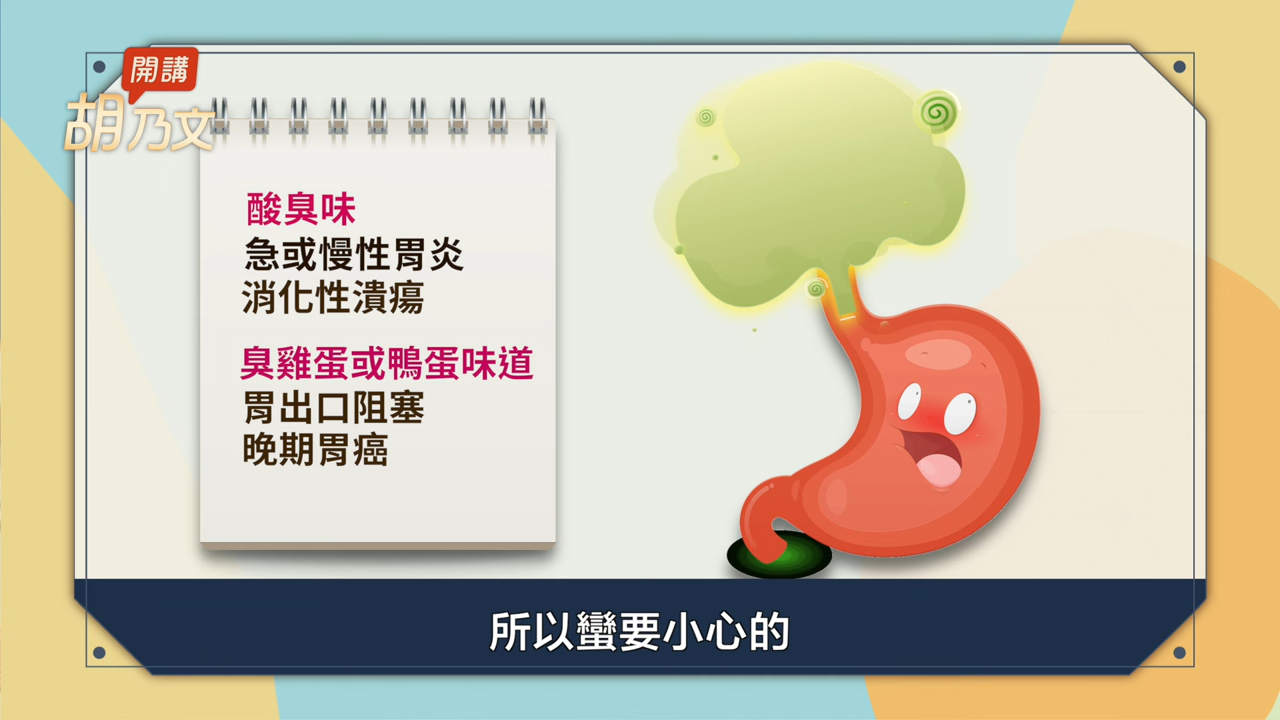 開講
胡乃文
酸臭味
急或慢性胃炎
消化性潰瘍
臭雞蛋或鴨蛋味道
胃出口阻塞
晚期胃癌
所以蠻要小心的